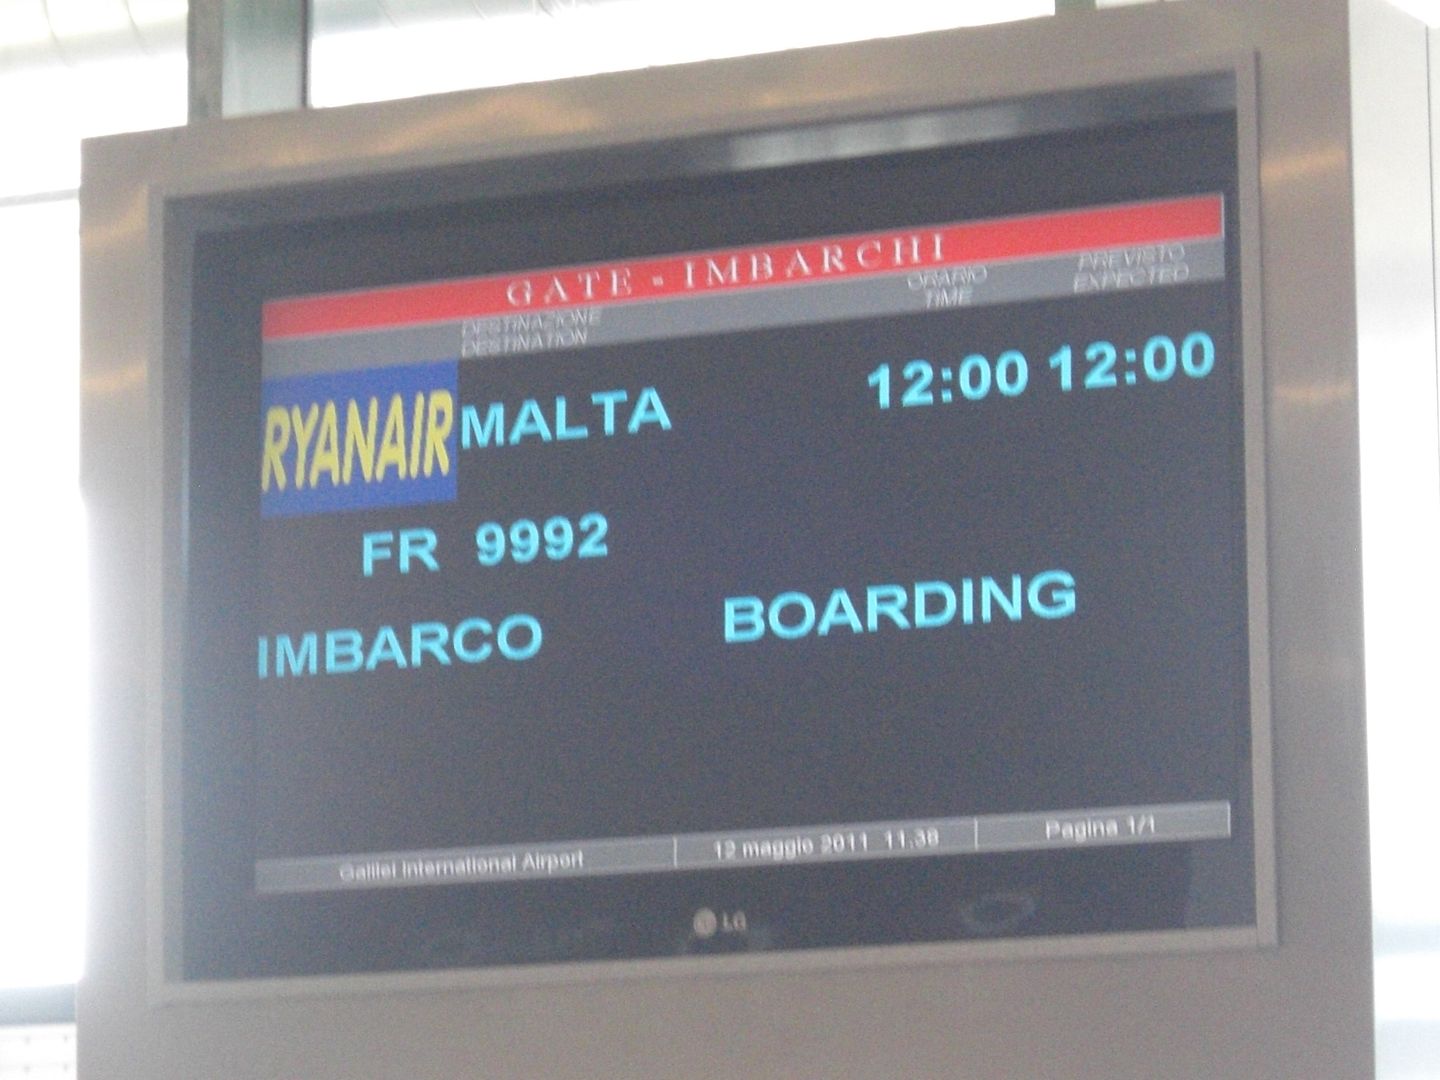 GATE - IMBARCHI
DESTINAZIONE ORARIO PREVISTO
DESTINATION TIME EXPECTED
RYANAIR MALTA 12:00 12:00
FR 9992
IMBARCO BOARDING
Galilei International Airport 12 maggio 2011 11.38 Pagina 1/1
LG